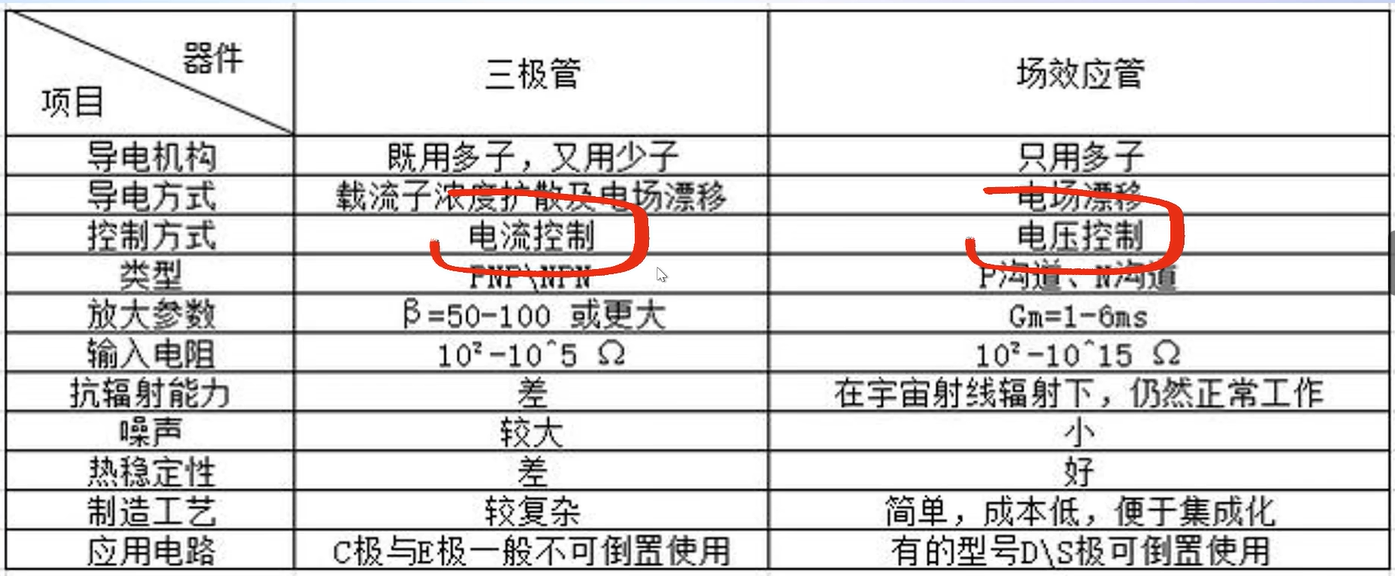 器件
项目
三极管
场效应管
导电机构 既用多子，又用少子 只用多子
导电方式 载流子浓度扩散及电场漂移 电场漂移
控制方式 电流控制 电压控制
类型 PNP\NPN P沟道、N沟道
放大参数 β=50-100 或更大 Gm=1-6ms
输入电阻 10²-10^5 Ω 10²-10^15 Ω
抗辐射能力 差 在宇宙射线辐射下，仍然正常工作
噪声 较大 小
热稳定性 差 好
制造工艺 较复杂 简单，成本低，便于集成化
应用电路 C极与E极一般不可倒置使用 有的型号D\S极可倒置使用